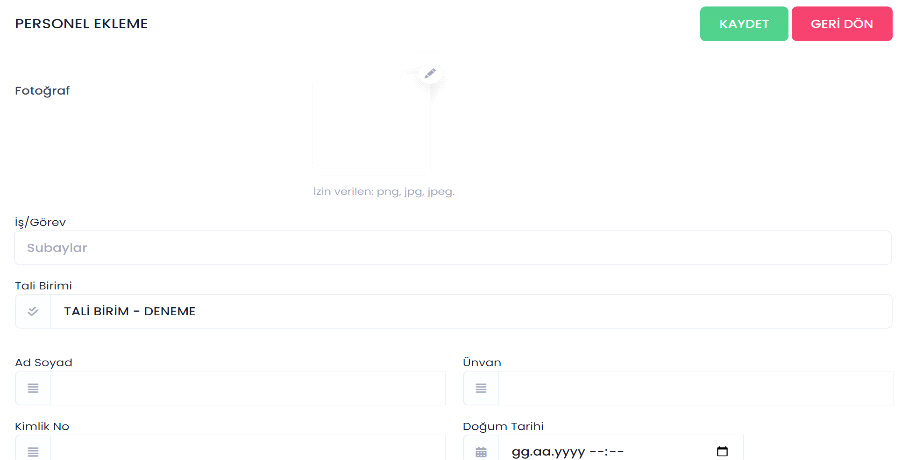 PERSONEL EKLEME
KAYDET
GERİ DÖN
Fotoğraf
Izin verilen: png, jpg, jpeg.
İş/Görev
Subaylar
Tali Birimi
TALİ BİRİM - DENEME
Ad Soyad
Ünvan
Kimlik No
Doğum Tarihi
gg.aa.yyyy --:--